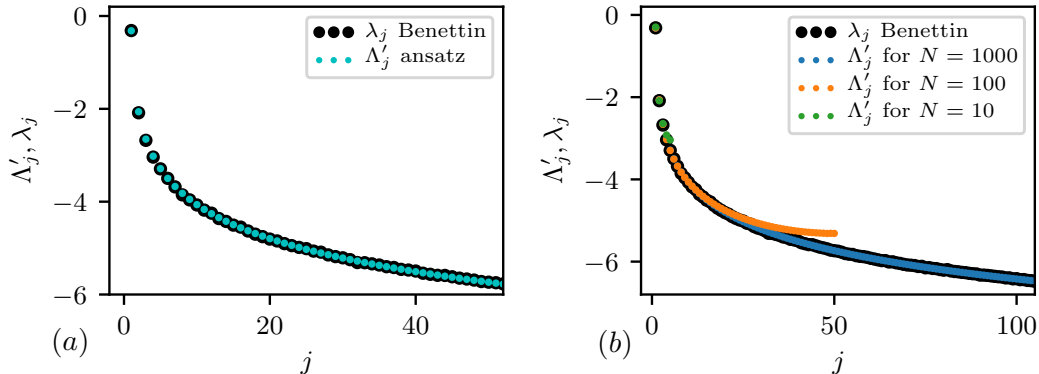 0
−2
−4
−6
0
20
40
Λ′j, λj
j
(a)
λj Benettin
Λ′j ansatz
0
−2
−4
−6
0
50
100
Λ′j, λj
j
(b)
λj Benettin
Λ′j for N = 1000
Λ′j for N = 100
Λ′j for N = 10